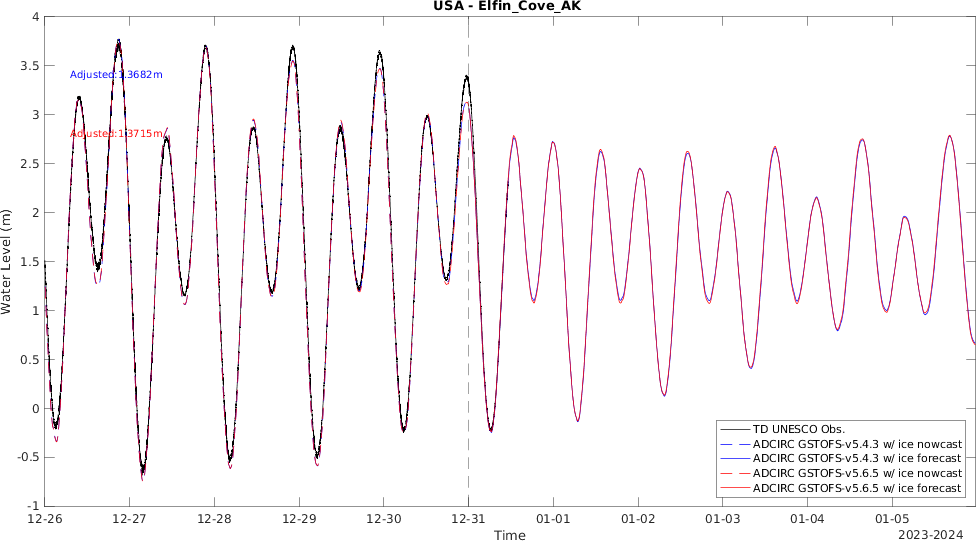 USA - Elfin_Cove_AK
Water Level (m)
4
3.5
3
2.5
2
1.5
1
0.5
0
-0.5
-1
Adjusted:1.3682m
Adjusted:1.3715m
TD UNESCO Obs.
ADCIRC GSTOFS-v5.4.3 w/ ice nowcast
ADCIRC GSTOFS-v5.4.3 w/ ice forecast
ADCIRC GSTOFS-v5.6.5 w/ ice nowcast
ADCIRC GSTOFS-v5.6.5 w/ ice forecast
12-26 12-27 12-28 12-29 12-30 12-31 01-01 01-02 01-03 01-04 01-05
Time
2023-2024